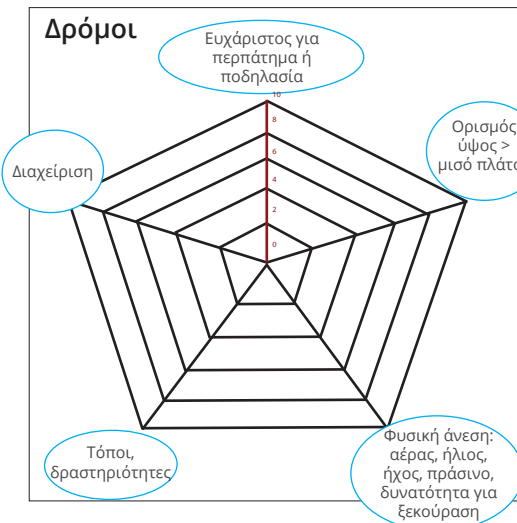 Δρόμοι
Ευχάριστος για
περπάτημα ή
ποδηλασία
10
8
6
4
2
0
Ορισμός
ύψος >
μισό πλάτο
Διαχείριση
Τόποι,
δραστηριότητες
Φυσική άνεση:
αέρας, ήλιος,
ήχος, πράσινο,
δυνατότητα για
ξεκούραση